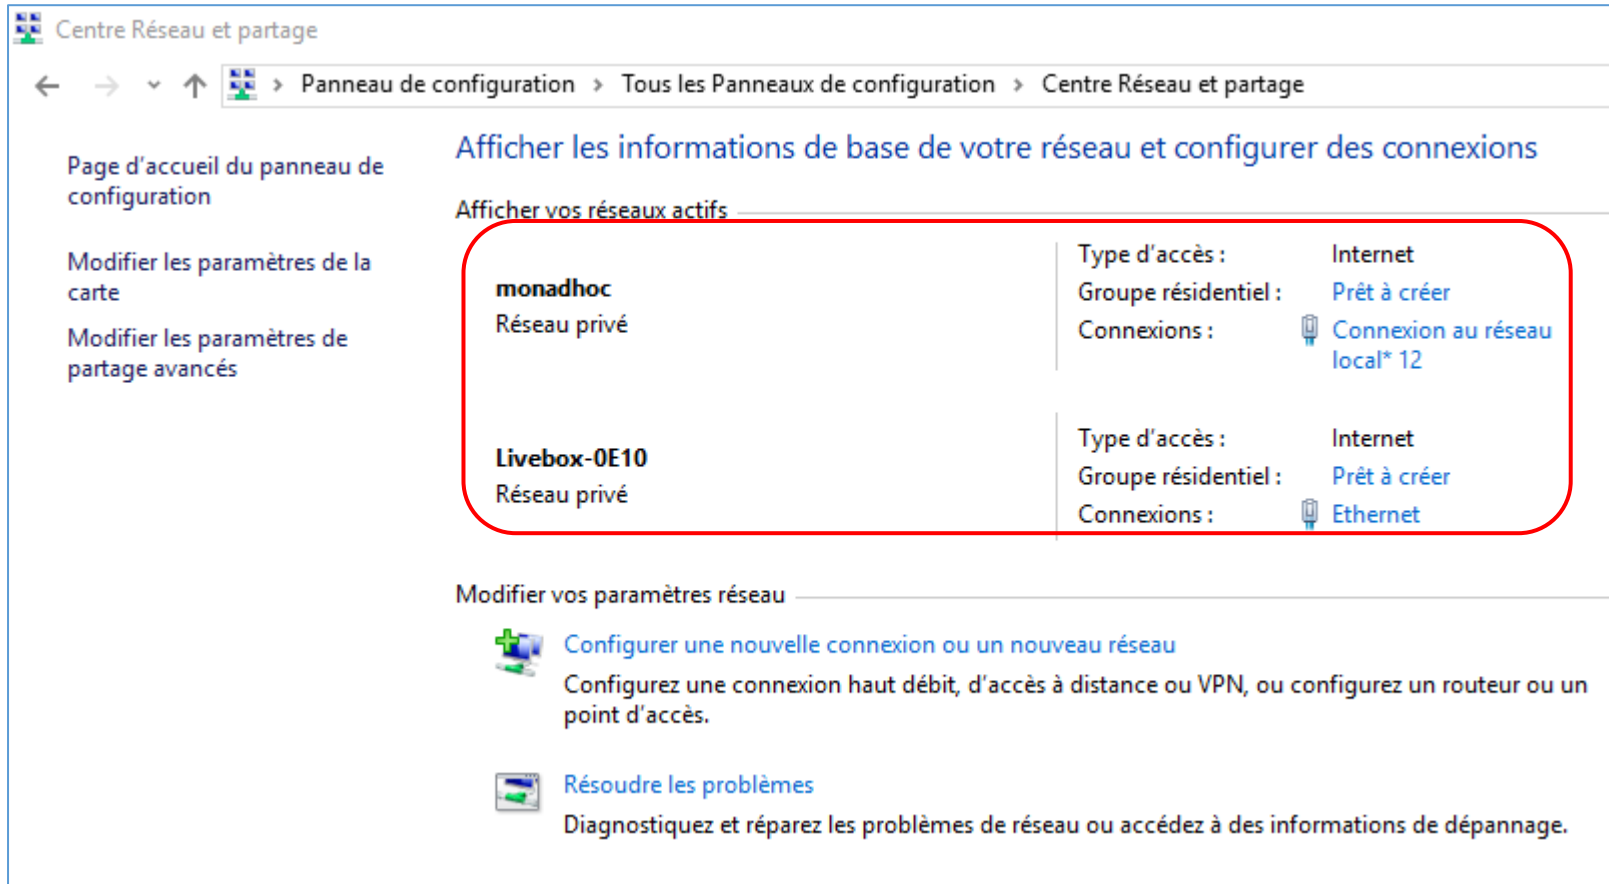 Centre Réseau et partage
Panneau de configuration > Tous les Panneaux de configuration > Centre Réseau et partage
Page d'accueil du panneau de
configuration
Modifier les paramètres de la
carte
Modifier les paramètres de
partage avancés
Afficher les informations de base de votre réseau et configurer des connexions
Afficher vos réseaux actifs
monadhoc
Réseau privé
Type d'accès : Internet
Groupe résidentiel : Prêt à créer
Connexions : Connexion au réseau
local* 12
Livebox-0E10
Réseau privé
Type d'accès : Internet
Groupe résidentiel : Prêt à créer
Connexions : Ethernet
Modifier vos paramètres réseau
Configurer une nouvelle connexion ou un nouveau réseau
Configurez une connexion haut débit, d'accès à distance ou VPN, ou configurez un routeur ou un
point d'accès.
Résoudre les problèmes
Diagnostiquez et réparez les problèmes de réseau ou accédez à des informations de dépannage.